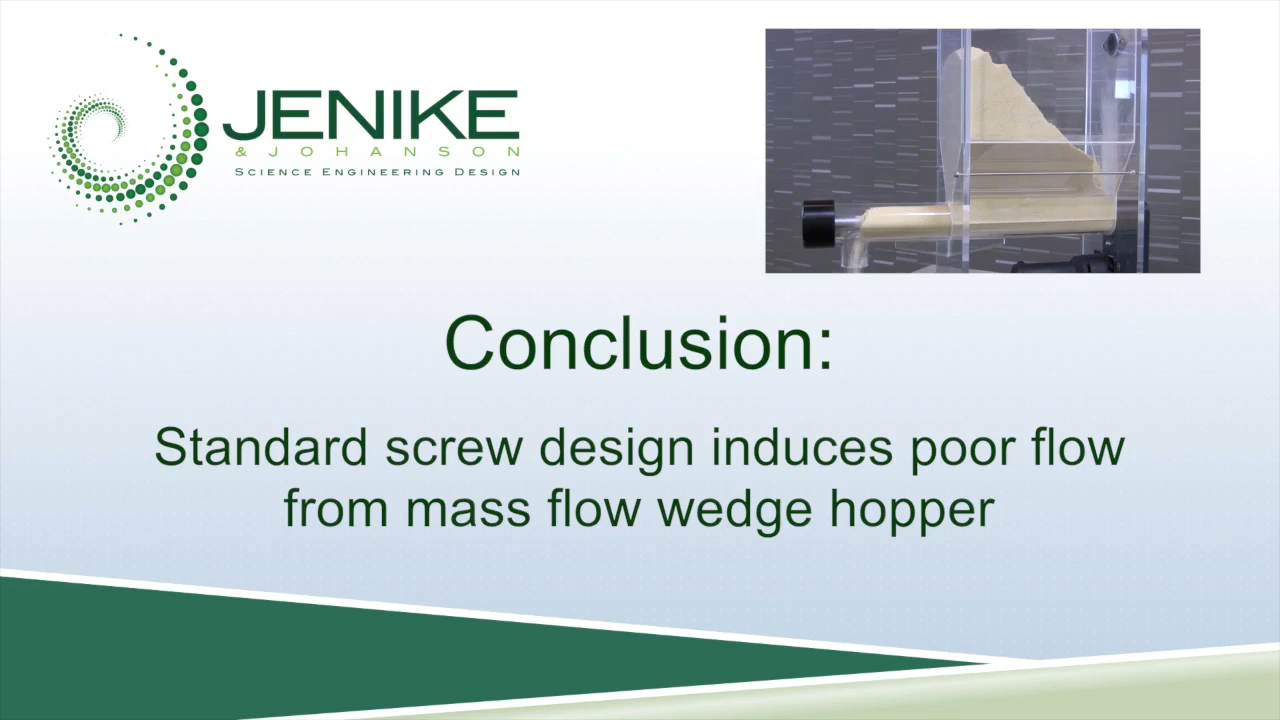 JENIKE
& JOHANSON
SCIENCE ENGINEERING DESIGN
Conclusion:
Standard screw design induces poor flow
from mass flow wedge hopper